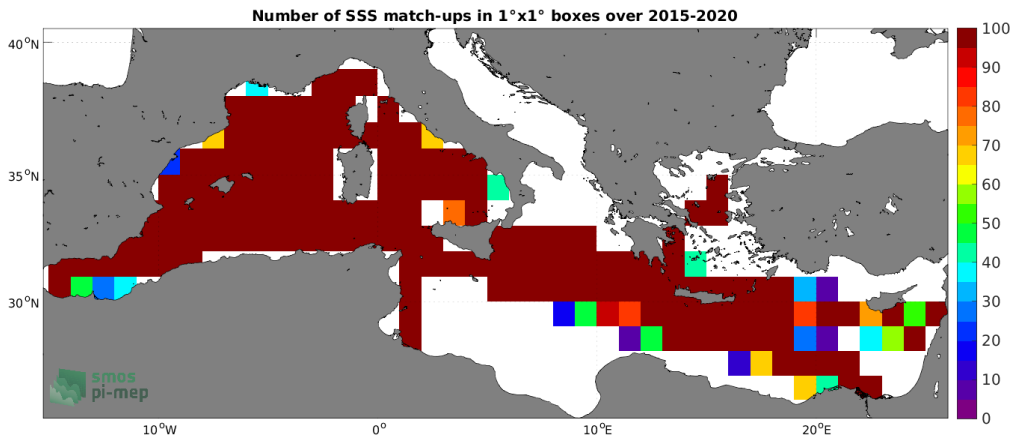 Number of SSS match-ups in 1°x1° boxes over 2015-2020
40°N
35°N
30°N
10°W
0°
10°E
20°E
100
90
80
70
60
50
40
30
20
10
0
smos
pi-mep